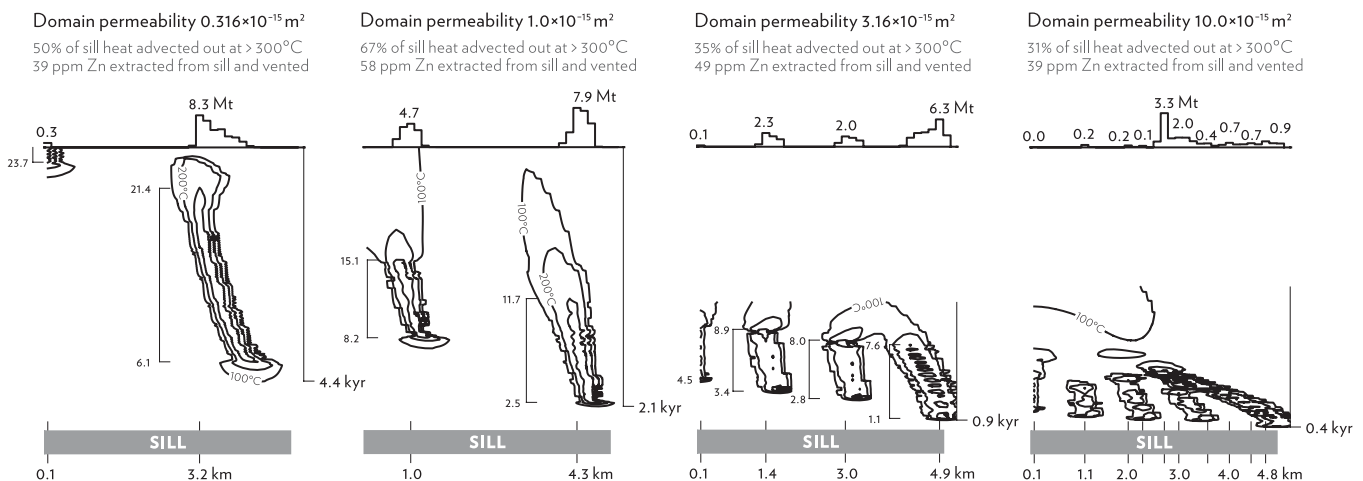 Domain permeability 0.316×10⁻¹⁵ m²
50% of sill heat advected out at > 300°C
39 ppm Zn extracted from sill and vented
8.3 Mt
0.3
23.7
200°C
21.4
6.1
100°C
4.4 kyr
SILL
0.1
3.2 km
Domain permeability 1.0×10⁻¹⁵ m²
67% of sill heat advected out at > 300°C
58 ppm Zn extracted from sill and vented
7.9 Mt
4.7
100°C
100°C
15.1
200°C
11.7
8.2
2.5
2.1 kyr
SILL
1.0
4.3 km
Domain permeability 3.16×10⁻¹⁵ m²
35% of sill heat advected out at > 300°C
49 ppm Zn extracted from sill and vented
6.3 Mt
0.1
2.3
2.0
100°C
8.9
8.0
7.6
4.5
3.4
2.8
1.1
0.9 kyr
SILL
0.1
1.4
3.0
4.9 km
Domain permeability 10.0×10⁻¹⁵ m²
31% of sill heat advected out at > 300°C
39 ppm Zn extracted from sill and vented
3.3 Mt
0.0
0.2
0.2
0.1
2.0
0.4
0.7
0.7
0.9
100°C
0.4 kyr
SILL
0.1
1.1
2.0
3.0
4.0
4.8 km